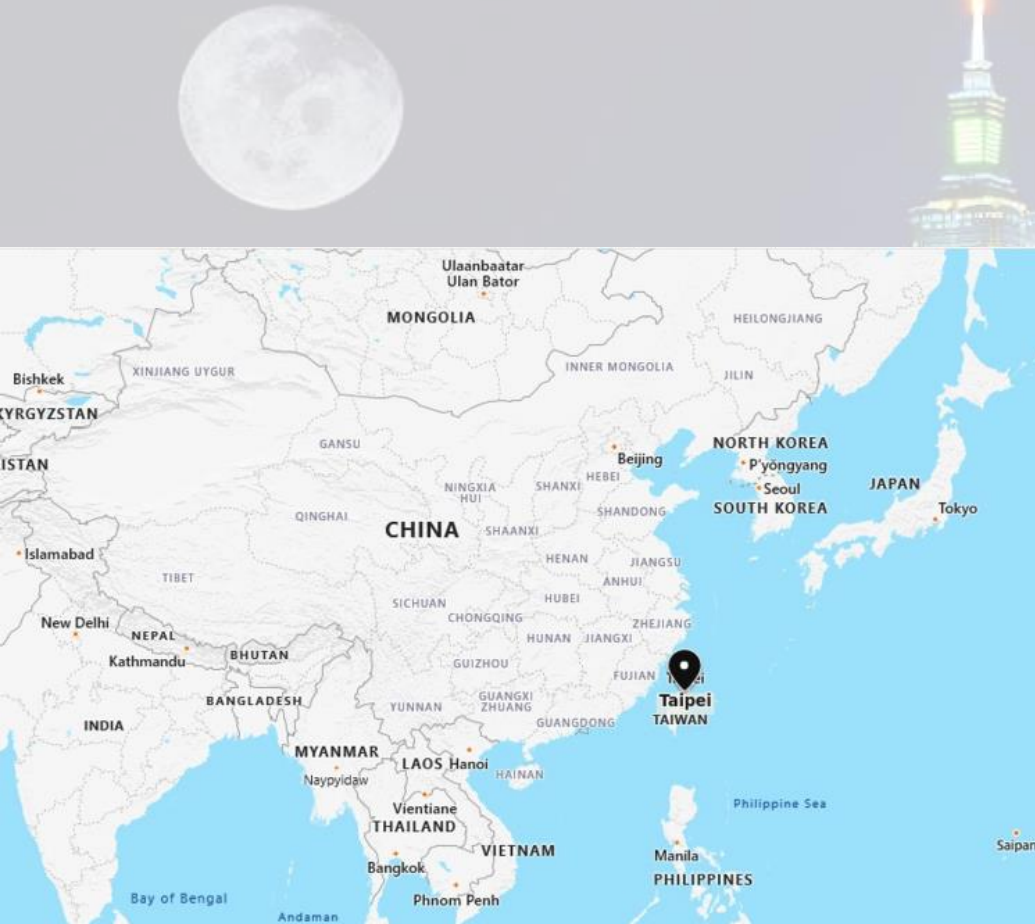 Ulaanbaatar
Ulan Bator
MONGOLIA
HEILONGJIANG
INNER MONGOLIA
XINJIANG UYGUR
JILIN
Bishkek
KYRGYZSTAN
GANSU
NORTH KOREA
Beijing
P'yŏngyang
ISTAN
HEBEI
JAPAN
NINGXIA
HUI
SHANXI
Seoul
SOUTH KOREA
Tokyo
QINGHAI
SHANDONG
CHINA
SHAANXI
Islamabad
HENAN
JIANGSU
TIBET
ANHUI
SICHUAN
HUBEI
CHONGQING
New Delhi
ZHEJIANG
NEPAL
HUNAN
JIANGXI
Kathmandu
BHUTAN
GUIZHOU
FUJIAN
BANGLADESH
GUANGXI
ZHUANG
Taipei
YUNNAN
TAIWAN
INDIA
GUANGDONG
MYANMAR
LAOS
Hanoi
HAINAN
Naypyidaw
Vientiane
Philippine Sea
THAILAND
Saipan
VIETNAM
Manila
Bangkok
PHILIPPINES
Phnom Penh
Bay of Bengal
Andaman